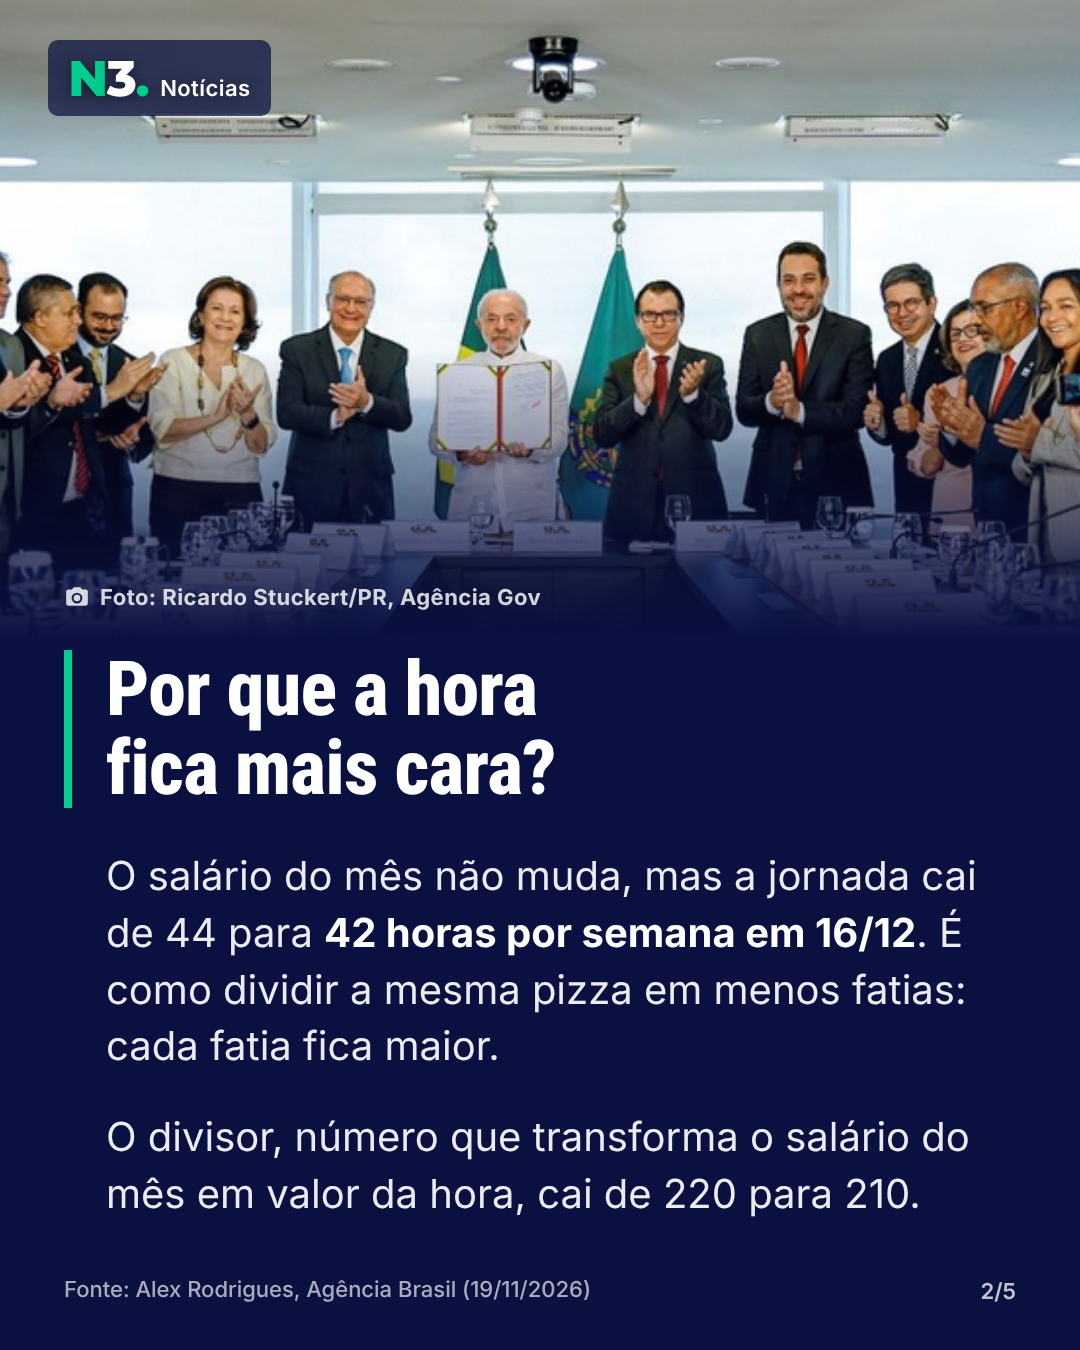 N3. Notícias
Foto: Ricardo Stuckert/PR, Agência Gov
Por que a hora
fica mais cara?
O salário do mês não muda, mas a jornada cai
de 44 para 42 horas por semana em 16/12. É
como dividir a mesma pizza em menos fatias:
cada fatia fica maior.
O divisor, número que transforma o salário do
mês em valor da hora, cai de 220 para 210.
Fonte: Alex Rodrigues, Agência Brasil (19/11/2026)
2/5